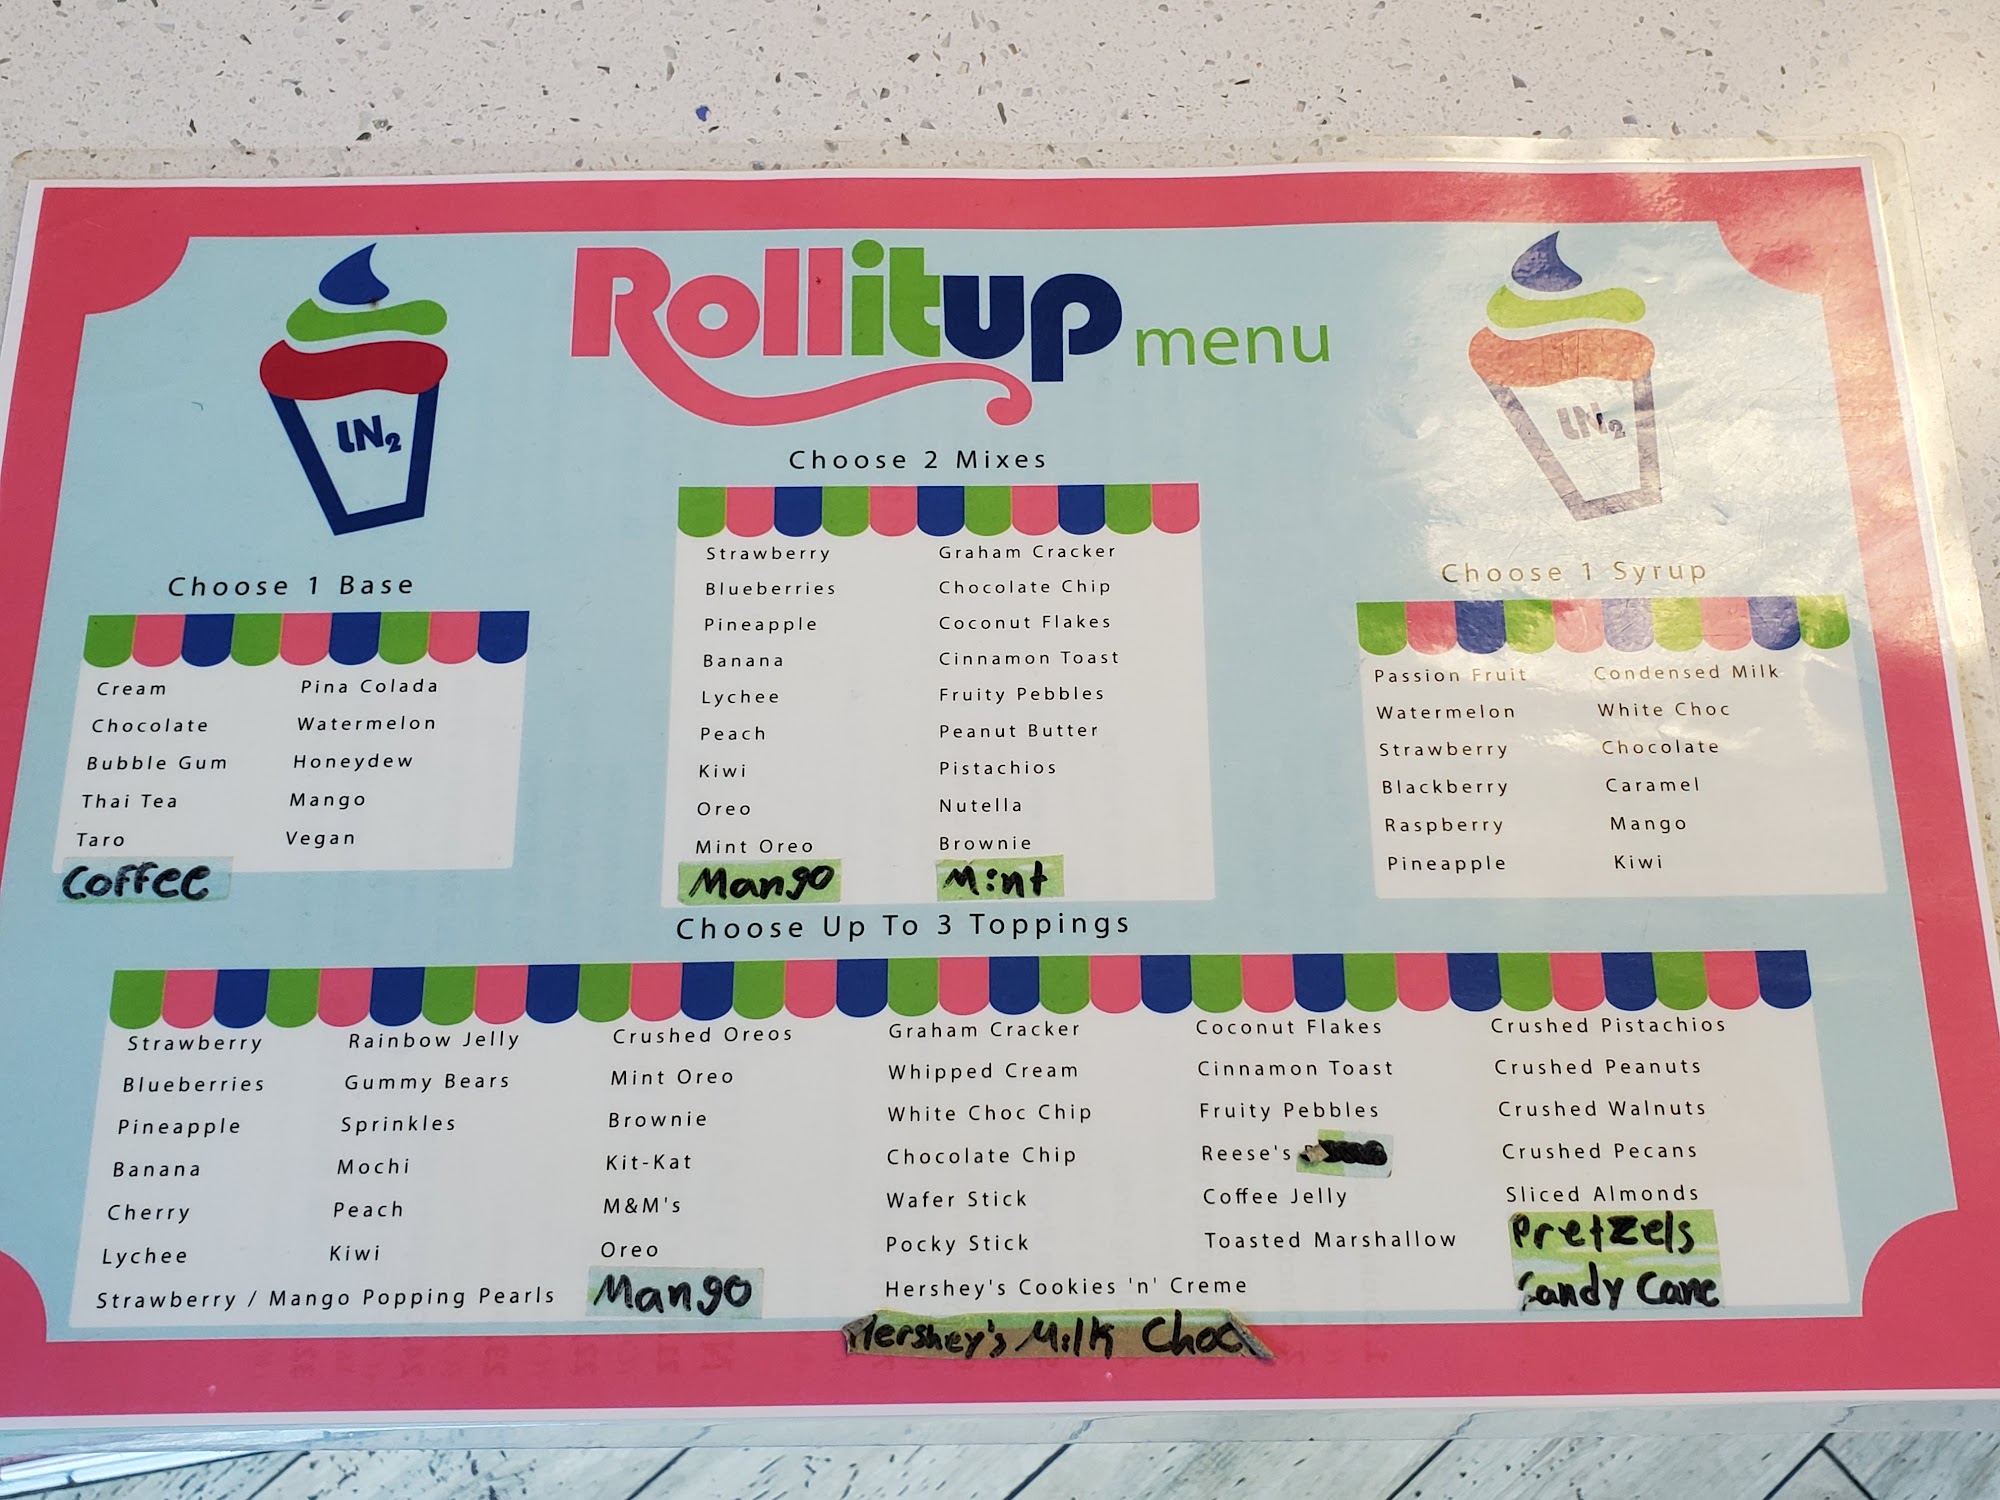 Rollitup menu
LN2
LN2
Choose 1 Base
Cream
Chocolate
Bubble Gum
Thai Tea
Taro
Coffee
Pina Colada
Watermelon
Honeydew
Mango
Vegan
Choose 2 Mixes
Strawberry
Blueberries
Pineapple
Banana
Lychee
Peach
Kiwi
Oreo
Mint Oreo
Mango
Graham Cracker
Chocolate Chip
Coconut Flakes
Cinnamon Toast
Fruity Pebbles
Peanut Butter
Pistachios
Nutella
Brownie
Mint
Choose 1 Syrup
Passion Fruit
Watermelon
Strawberry
Blackberry
Raspberry
Pineapple
Condensed Milk
White Choc
Chocolate
Caramel
Mango
Kiwi
Choose Up To 3 Toppings
Strawberry
Blueberries
Pineapple
Banana
Cherry
Lychee
Strawberry / Mango Popping Pearls
Rainbow Jelly
Gummy Bears
Sprinkles
Mochi
Peach
Kiwi
Crushed Oreos
Mint Oreo
Brownie
Kit-Kat
M&M's
Oreo
Mango
Graham Cracker
Whipped Cream
White Choc Chip
Chocolate Chip
Wafer Stick
Pocky Stick
Hershey's Cookies 'n' Creme
Hershey's Milk Choc
Coconut Flakes
Cinnamon Toast
Fruity Pebbles
Reese's
Coffee Jelly
Toasted Marshallow
Crushed Pistachios
Crushed Peanuts
Crushed Walnuts
Crushed Pecans
Sliced Almonds
Pretzels
Candy Cane